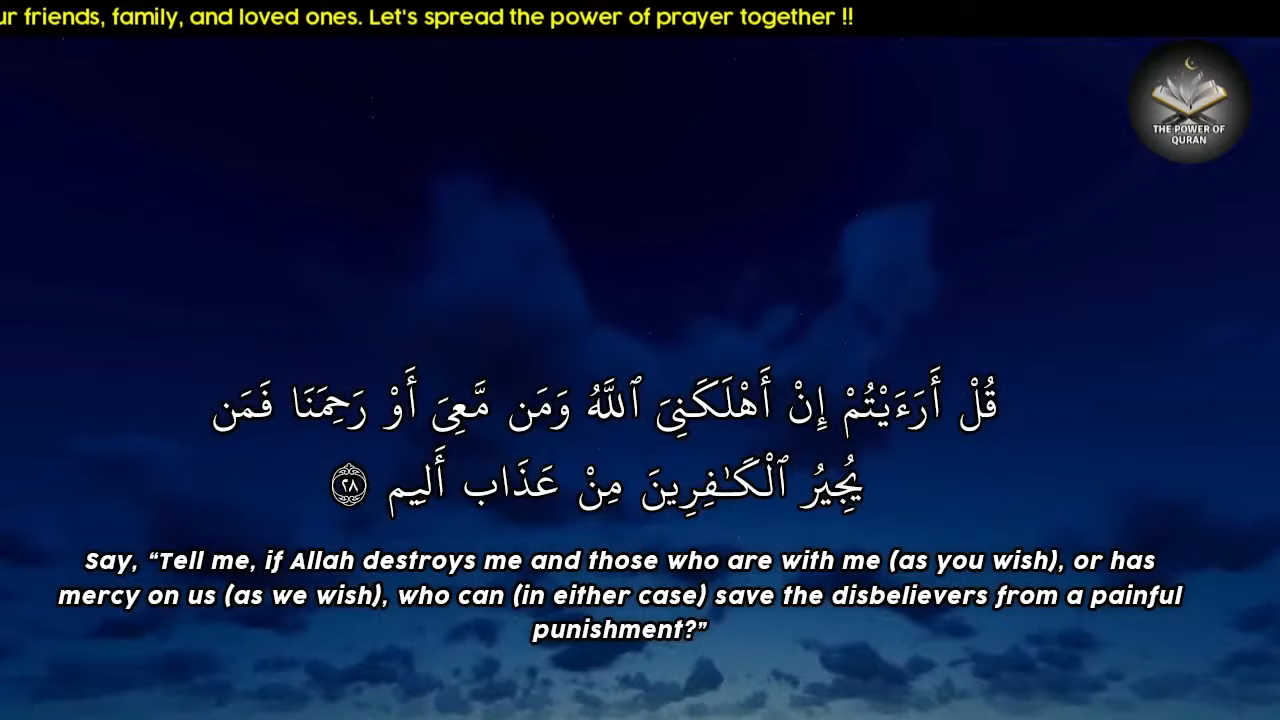 ur friends, family, and loved ones. Let's spread the power of prayer together !!
THE POWER OF
QURAN
قُلْ أَرَءَيْتُمْ إِنْ أَهْلَكَنِىَ ٱللَّهُ وَمَن مَّعِىَ أَوْ رَحِمَنَا فَمَن
يُجِيرُ ٱلْكَـٰفِرِينَ مِنْ عَذَاب أَلِيم ٢٨
Say, “Tell me, if Allah destroys me and those who are with me (as you wish), or has
mercy on us (as we wish), who can (in either case) save the disbelievers from a painful
punishment?”